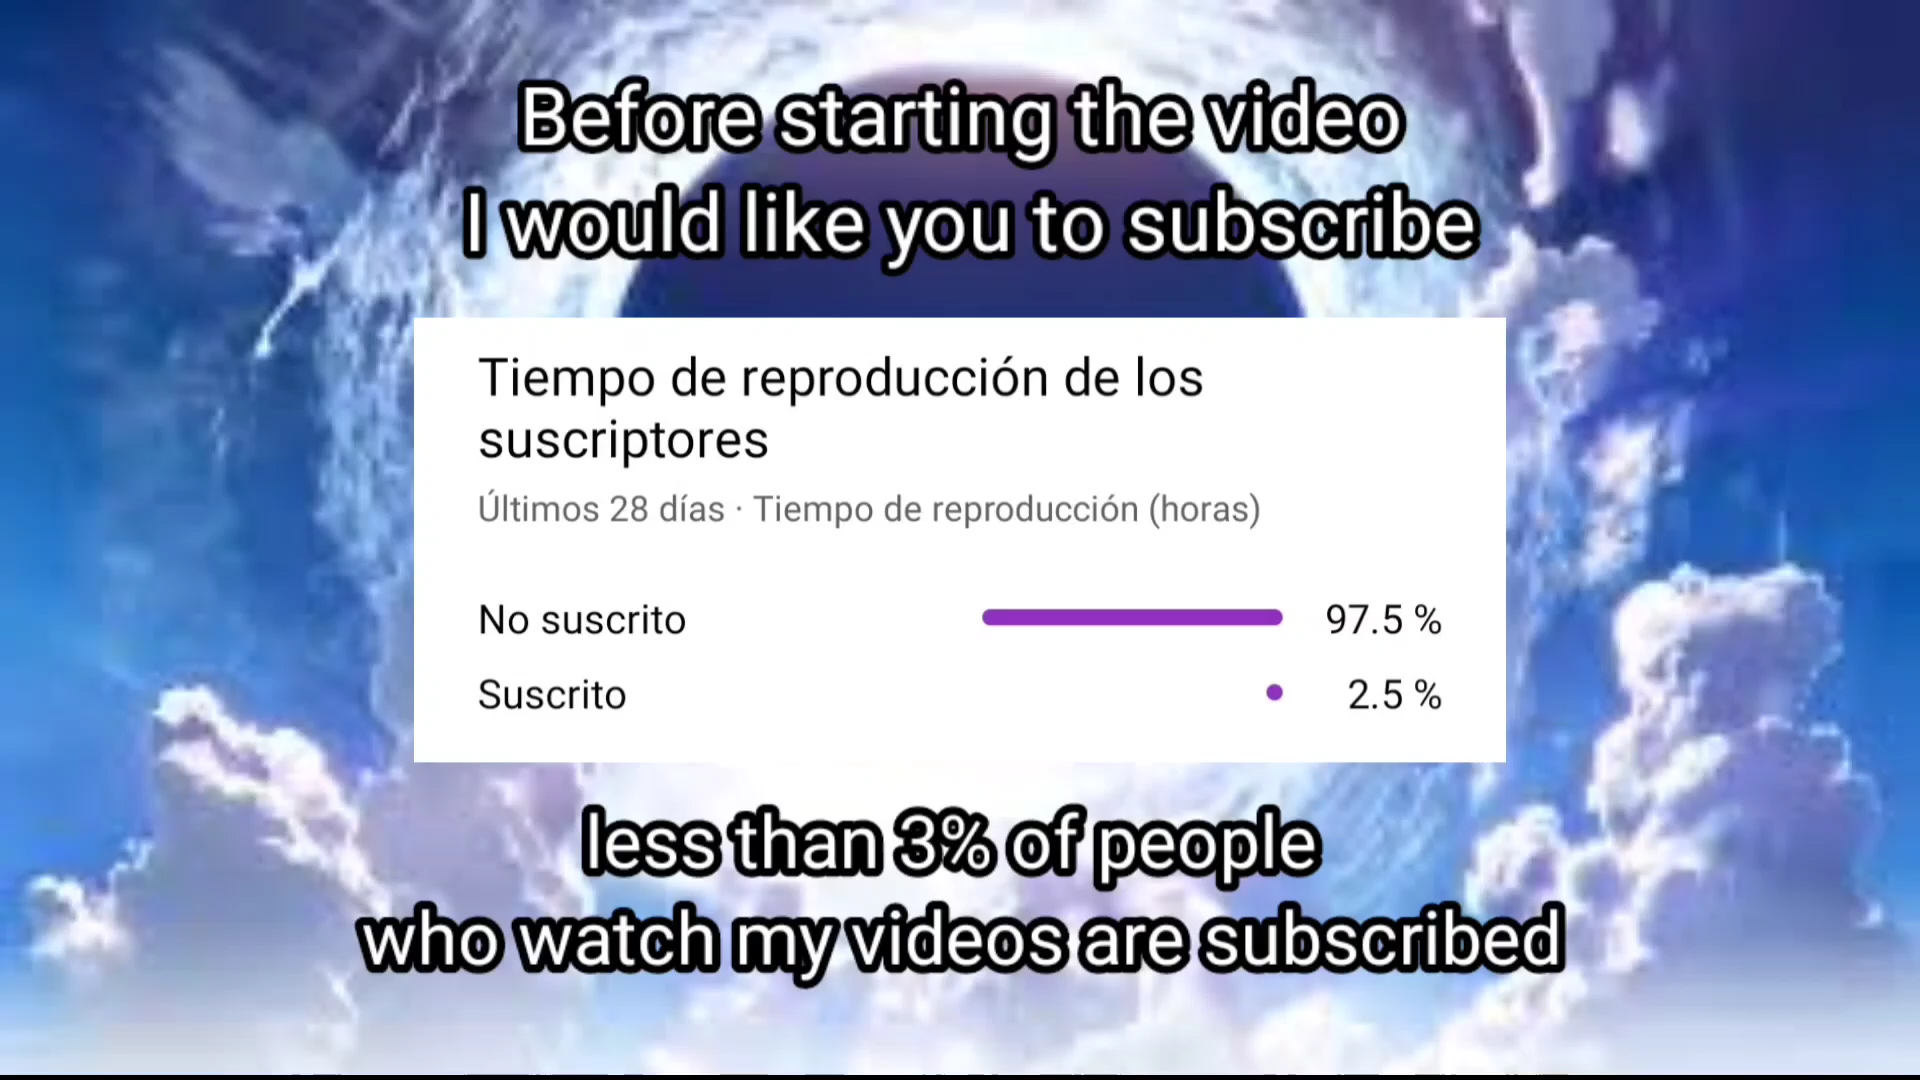 Before starting the video
I would like you to subscribe
Tiempo de reproducción de los
suscriptores
Últimos 28 días · Tiempo de reproducción (horas)
No suscrito 97.5 %
Suscrito 2.5 %
less than 3% of people
who watch my videos are subscribed